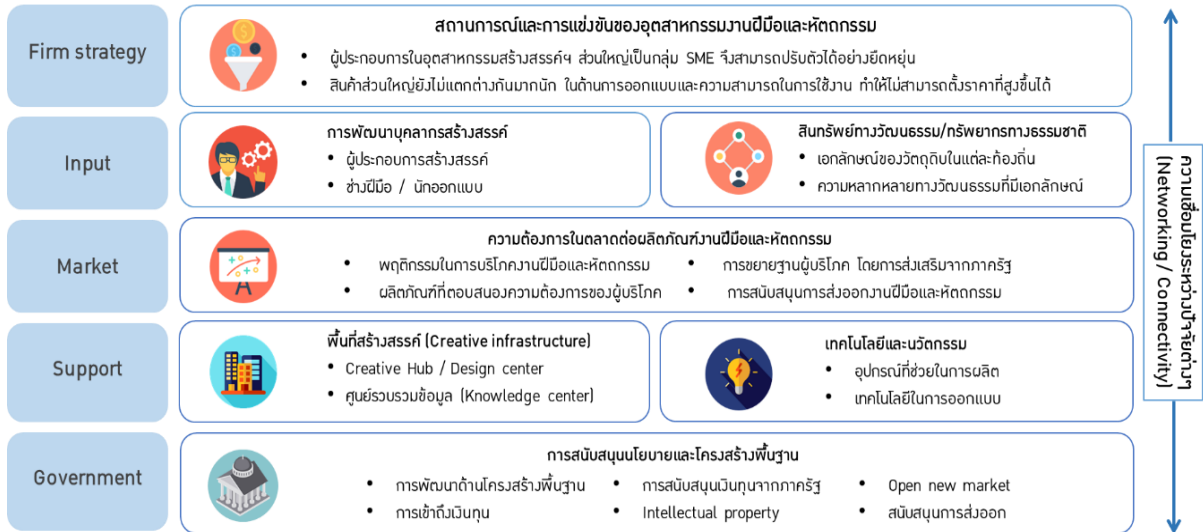 Firm strategy
สถานการณ์และการแข่งขันของอุตสาหกรรมงานฝีมือและหัตถกรรม
• ผู้ประกอบการในอุตสาหกรรมสร้างสรรค์ฯ ส่วนใหญ่เป็นกลุ่ม SME จึงสามารถปรับตัวได้อย่างยืดหยุ่น
• สินค้าส่วนใหญ่ยังไม่แตกต่างกันมากนัก ในด้านการออกแบบและความสามารถในการใช้งาน ทำให้ไม่สามารถตั้งราคาที่สูงขึ้นได้
Input
การพัฒนาบุคลากรสร้างสรรค์
• ผู้ประกอบการสร้างสรรค์
• ช่างฝีมือ / นักออกแบบ
สินทรัพย์ทางวัฒนธรรม/ทรัพยากรทางธรรมชาติ
• เอกลักษณ์ของวัตถุดิบในแต่ละท้องถิ่น
• ความหลากหลายทางวัฒนธรรมที่มีเอกลักษณ์
Market
ความต้องการในตลาดต่อผลิตภัณฑ์งานฝีมือและหัตถกรรม
• พฤติกรรมในการบริโภคงานฝีมือและหัตถกรรม
• ผลิตภัณฑ์ที่ตอบสนองความต้องการของผู้บริโภค
• การขยายฐานผู้บริโภค โดยการส่งเสริมจากภาครัฐ
• การสนับสนุนการส่งออกงานฝีมือและหัตถกรรม
Support
พื้นที่สร้างสรรค์ (Creative infrastructure)
• Creative Hub / Design center
• ศูนย์รวบรวมข้อมูล (Knowledge center)
เทคโนโลยีและนวัตกรรม
• อุปกรณ์ที่ช่วยในการผลิต
• เทคโนโลยีในการออกแบบ
Government
การสนับสนุนนโยบายและโครงสร้างพื้นฐาน
• การพัฒนาด้านโครงสร้างพื้นฐาน
• การเข้าถึงเงินทุน
• การสนับสนุนเงินทุนจากภาครัฐ
• Intellectual property
• Open new market
• สนับสนุนการส่งออก
ความเชื่อมโยงระหว่างปัจจัยต่างๆ
(Networking / Connectivity)